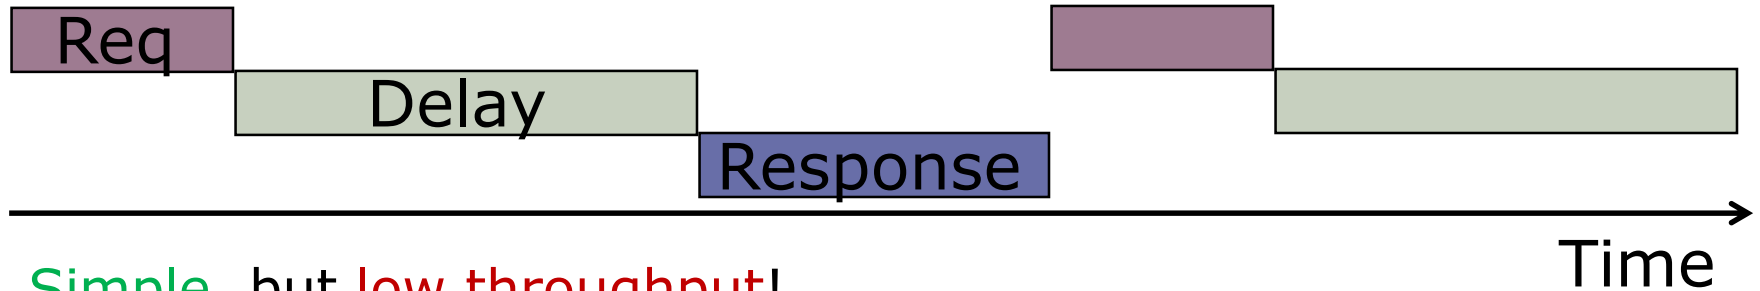 Req
Delay
Response
Time
Simple, but low throughput!